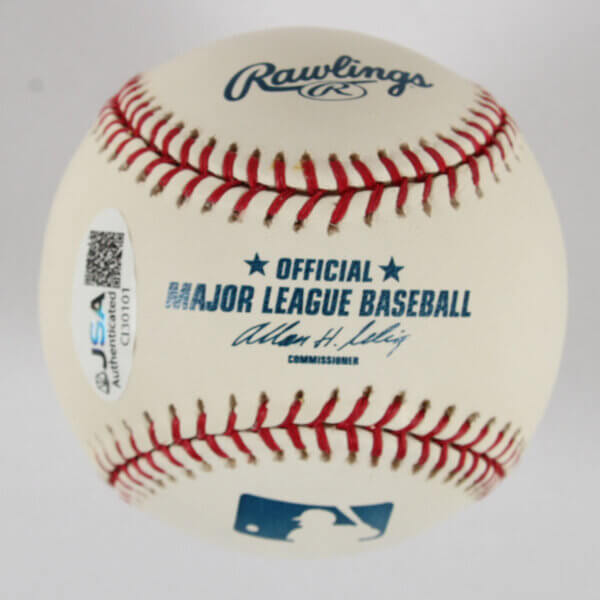 Rawlings
R
OFFICIAL
MAJOR LEAGUE BASEBALL
Allan H. Selig
COMMISSIONER
JSA
Authenticated
CJ30101